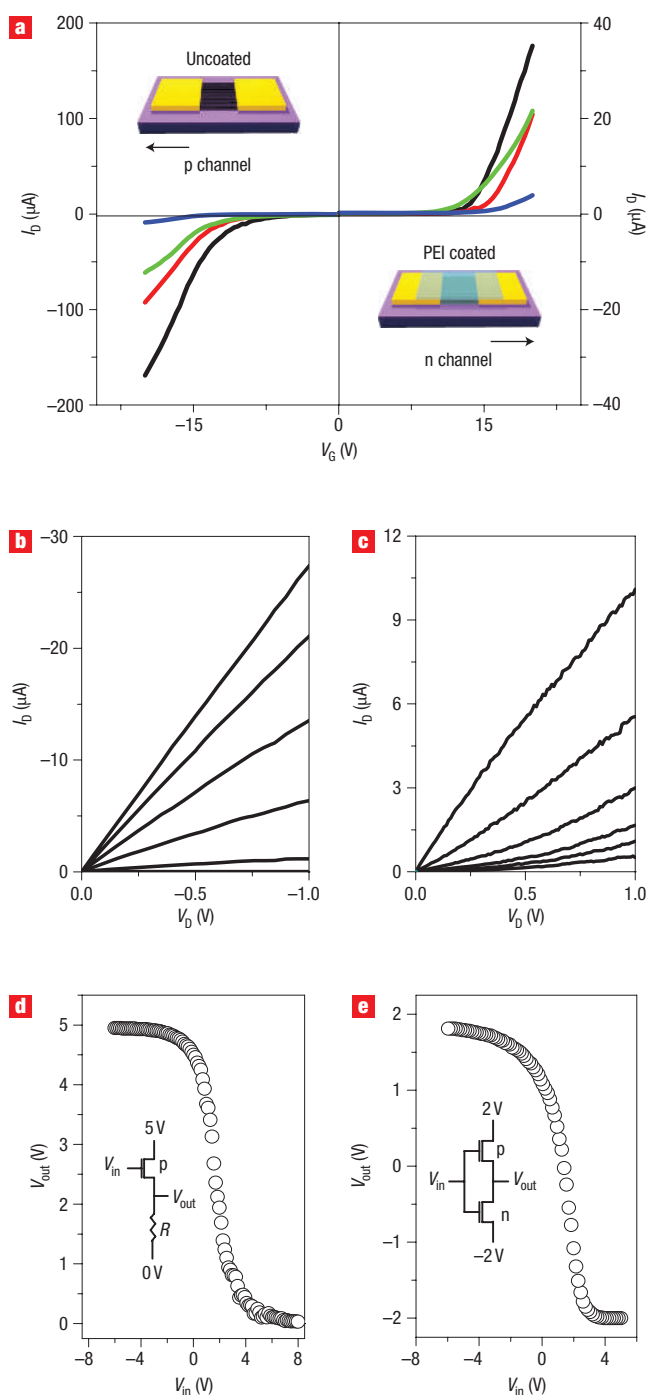 a
200
100
0
−100
−200
I_D (μA)
40
20
0
−20
−40
I_D (μA)
Uncoated
p channel
PEI coated
n channel
−15
0
15
V_G (V)
b
−30
−20
−10
0
I_D (μA)
0.0
−0.5
−1.0
V_D (V)
c
12
9
6
3
0
I_D (μA)
0.0
0.5
1.0
V_D (V)
d
5
4
3
2
1
0
V_out (V)
5 V
V_in
p
V_out
R
0 V
−8
−4
0
4
8
V_in (V)
e
2
1
0
−1
−2
V_out (V)
2 V
p
V_in
V_out
n
−2 V
−8
−4
0
4
V_in (V)